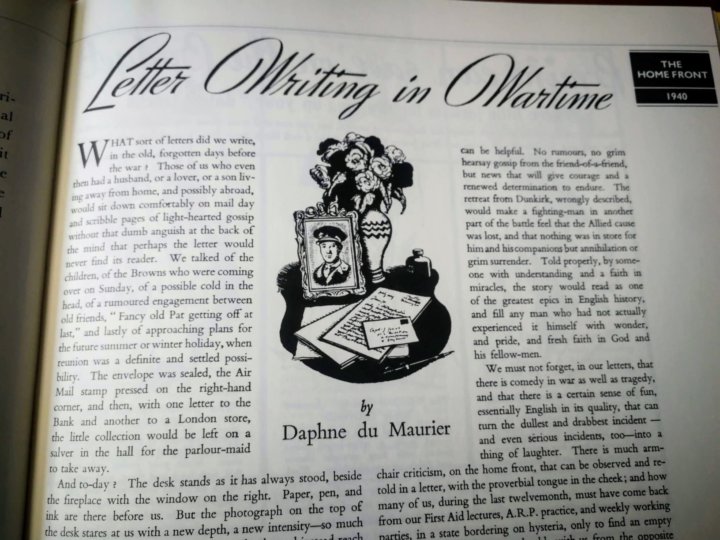 Letter Writing in Wartime
THE
HOME FRONT
1940
WHAT sort of letters did we write,
in the old, forgotten days before
the war? Those of us who even
then had a husband, or a lover, or a son liv-
ing away from home, and possibly abroad,
would sit down comfortably on mail day
and scribble pages of light-hearted gossip
without that dumb anguish at the back of
the mind that perhaps the letter would
never find its reader. We talked of the
children, of the Browns who were coming
over on Sunday, of a possible cold in the
head, of a rumoured engagement between
old friends, " Fancy old Pat getting off at
last," and lastly of approaching plans for
the future summer or winter holiday, when
reunion was a definite and settled possi-
bility. The envelope was sealed, the Air
Mail stamp pressed on the right-hand
corner, and then, with one letter to the
Bank and another to a London store,
the little collection would be left on a
salver in the hall for the parlour-maid
to take away.
And to-day? The desk stands as it has always stood, beside
the fireplace with the window on the right. Paper, pen, and
ink are there before us. But the photograph on the top of
the desk stares at us with a new depth, a new intensity—so much
by
Daphne du Maurier
can be helpful. No rumours, no grim
hearsay gossip from the friend-of-a-friend,
but news that will give courage and a
renewed determination to endure. The
retreat from Dunkirk, wrongly described,
would make a fighting-man in another
part of the battle feel that the Allied cause
was lost, and that nothing was in store for
him and his companions but annihilation or
grim surrender. Told properly, by some-
one with understanding and a faith in
miracles, the story would read as one
of the greatest epics in English history,
and fill any man who had not actually
experienced it himself with wonder,
and pride, and fresh faith in God and
his fellow-men.
We must not forget, in our letters, that
there is comedy in war as well as tragedy,
and that there is a certain sense of fun,
essentially English in its quality, that can
turn the dullest and drabbest incident—
and even serious incidents, too—into a
thing of laughter. There is much arm-
chair criticism, on the home front, that can be observed and re-
told in a letter, with the proverbial tongue in the cheek; and how
many of us, during the last twelvemonth, must have come back
from our First Aid lectures, A.R.P. practice, and weekly working
parties, in a state bordering on hysteria, only to find an empty
from the opposite